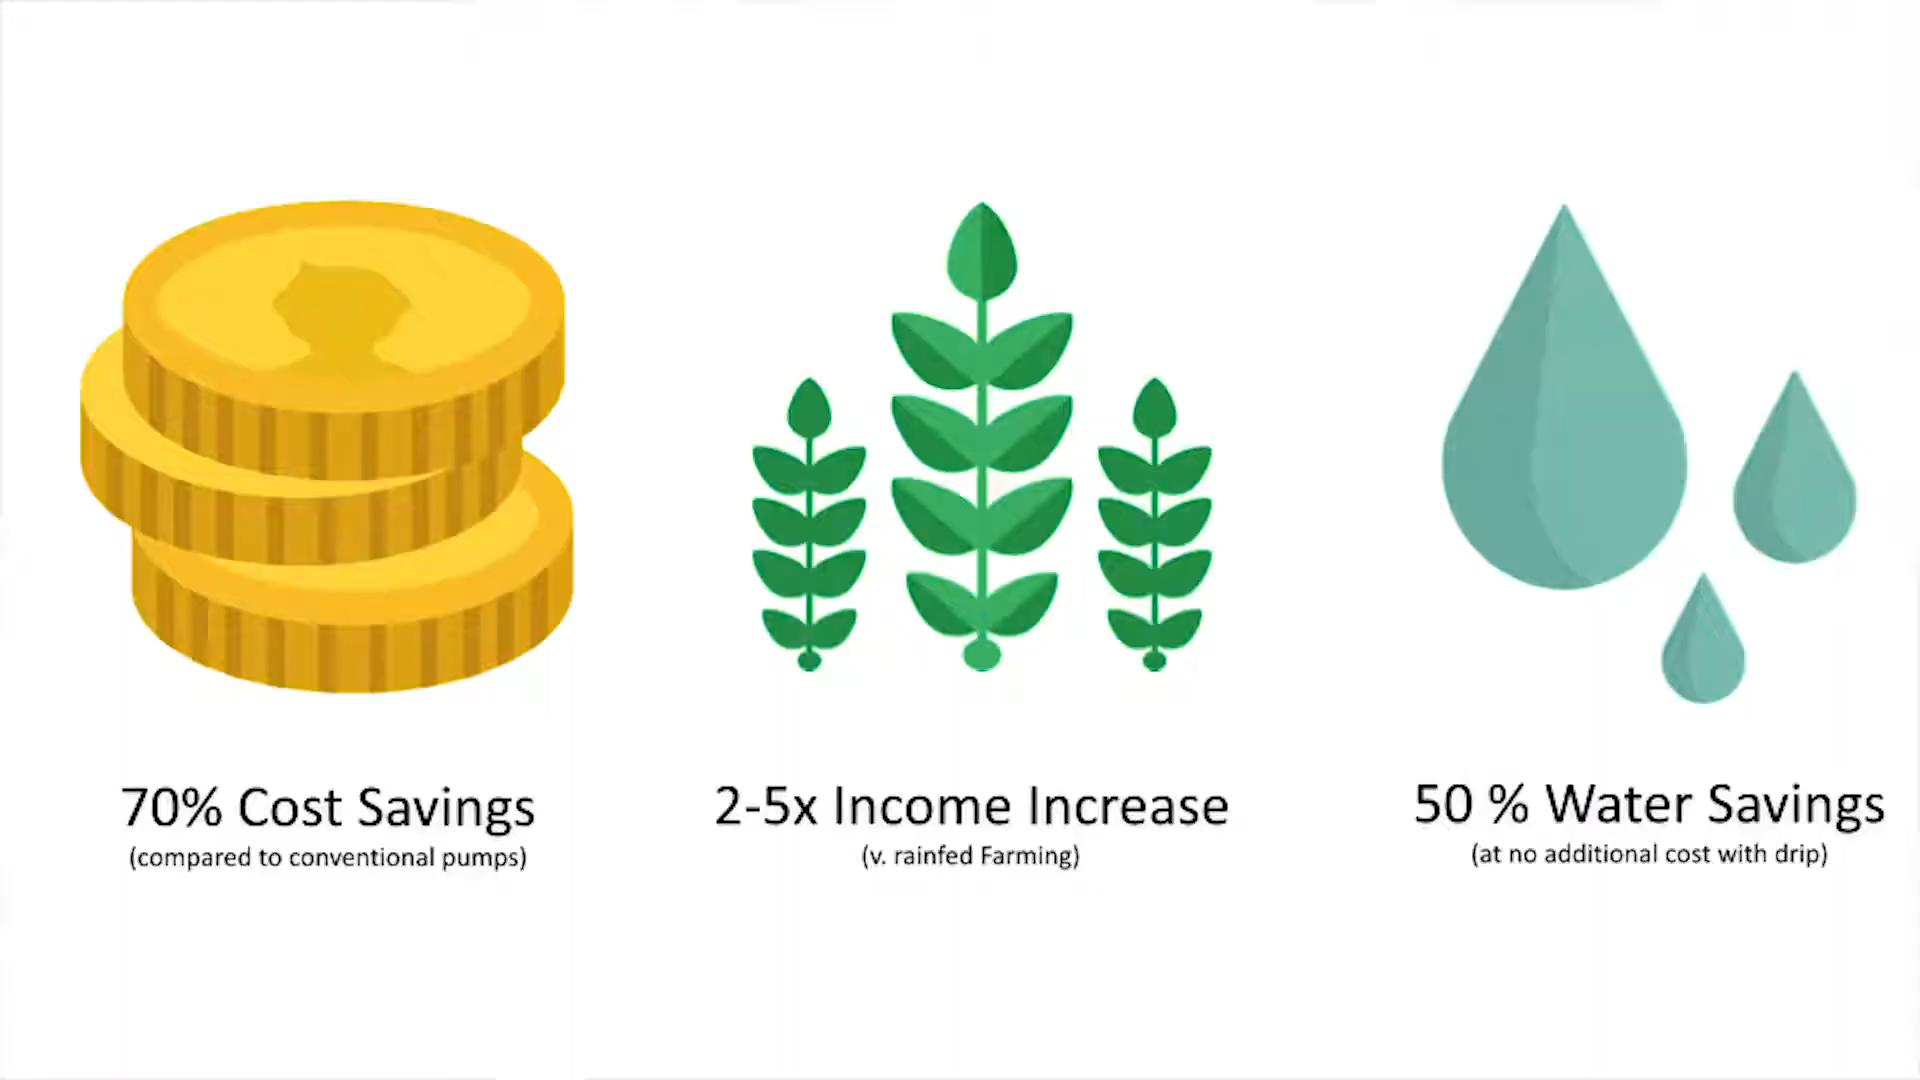 70% Cost Savings
(compared to conventional pumps)
2-5x Income Increase
(v. rainfed Farming)
50 % Water Savings
(at no additional cost with drip)